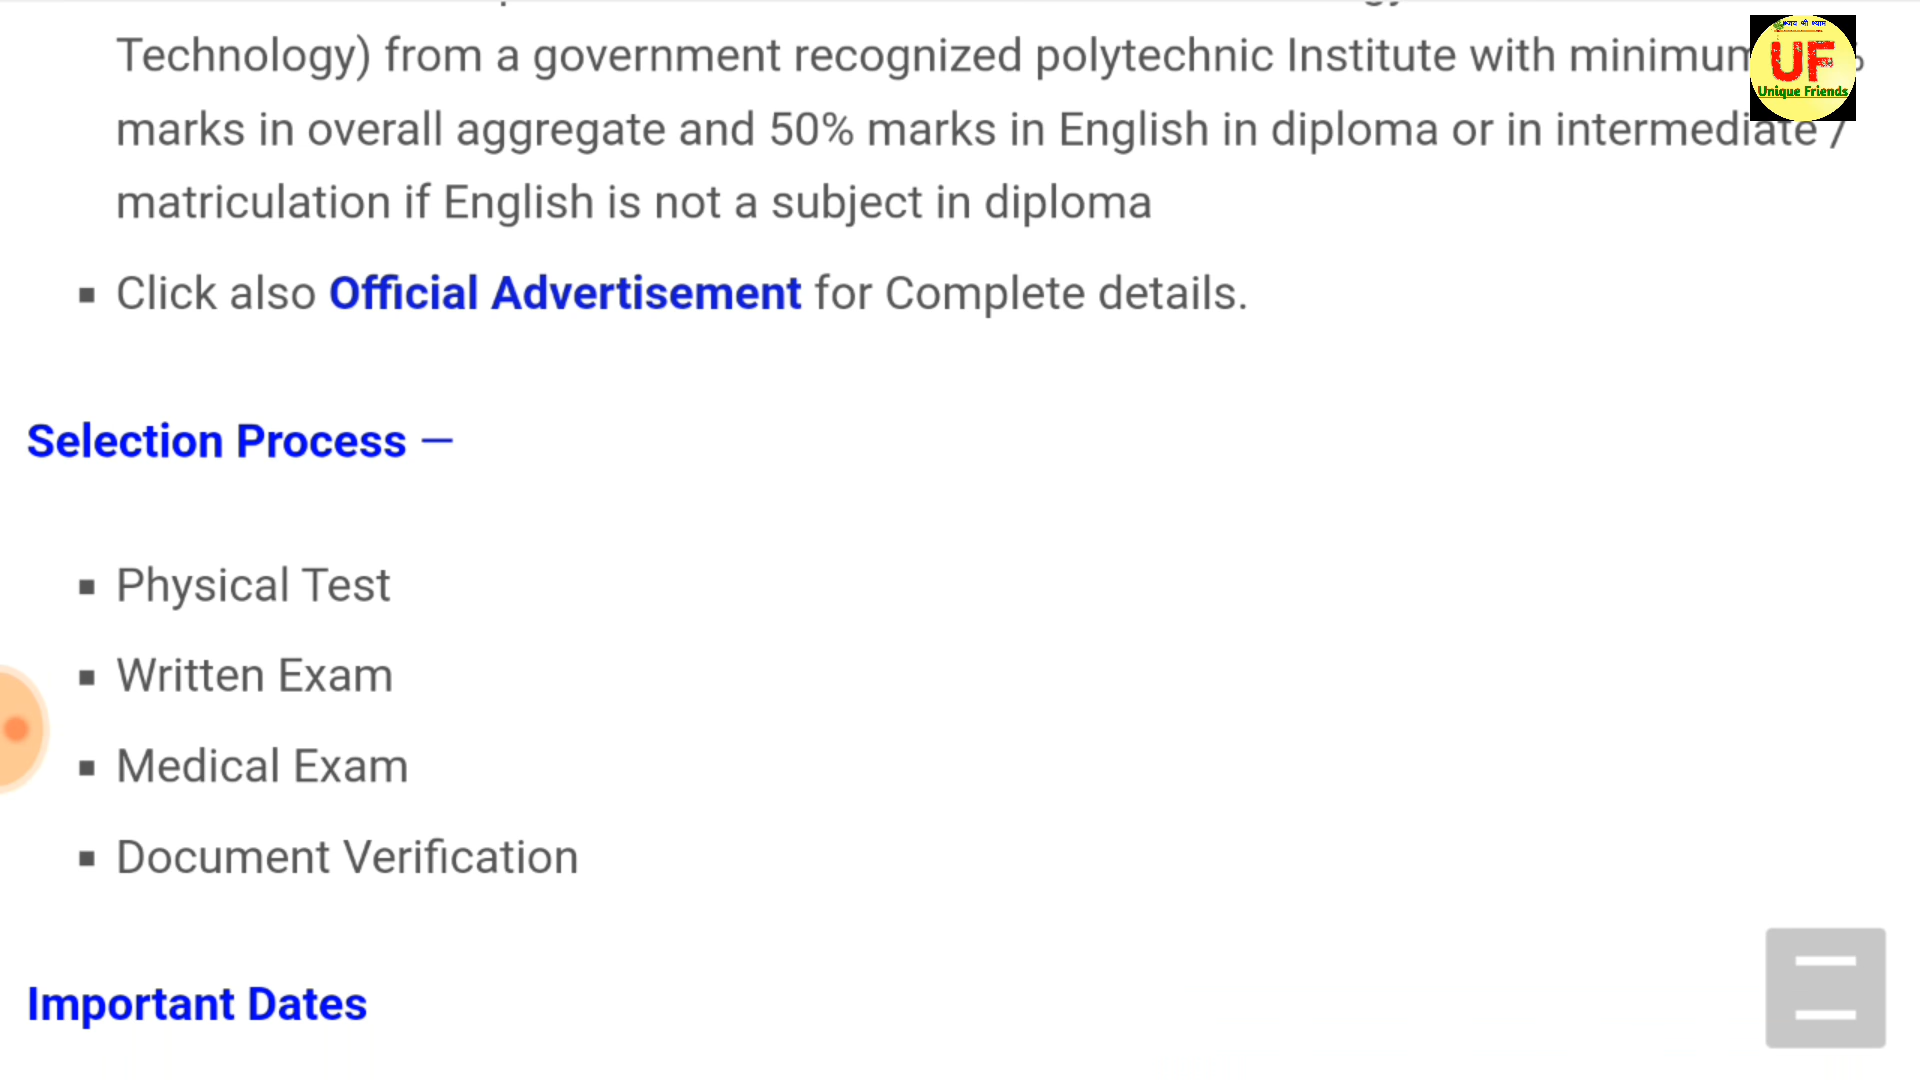 Technology) from a government recognized polytechnic Institute with minimum
marks in overall aggregate and 50% marks in English in diploma or in intermediate /
matriculation if English is not a subject in diploma
▪ Click also Official Advertisement for Complete details.
Selection Process —
▪ Physical Test
▪ Written Exam
▪ Medical Exam
▪ Document Verification
Important Dates
UF
Unique Friends